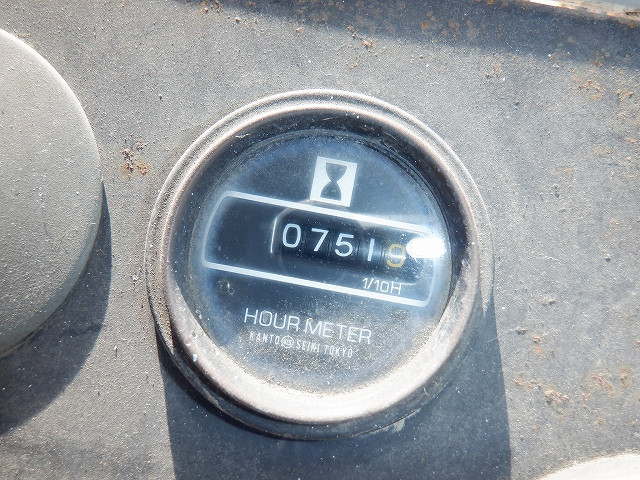 07519
1/10H
HOUR METER
KANTO SEIKI TOKYO